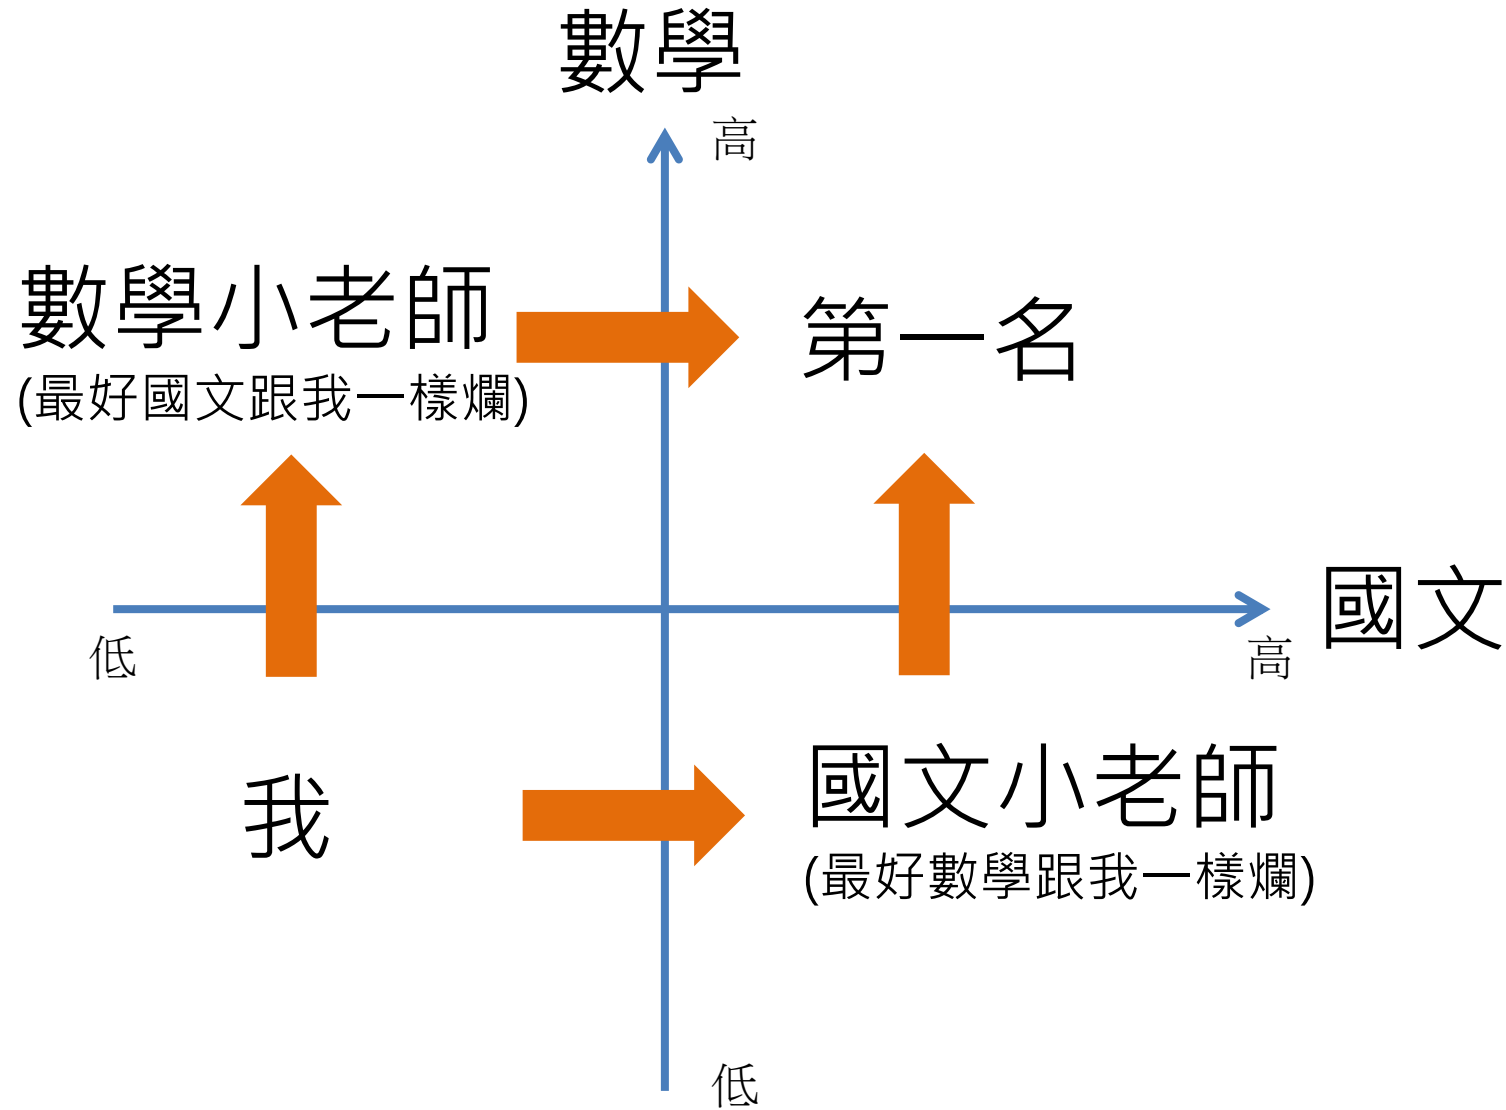 數學
高
數學小老師
(最好國文跟我一樣爛)
第一名
國文
低
高
我
國文小老師
(最好數學跟我一樣爛)
低